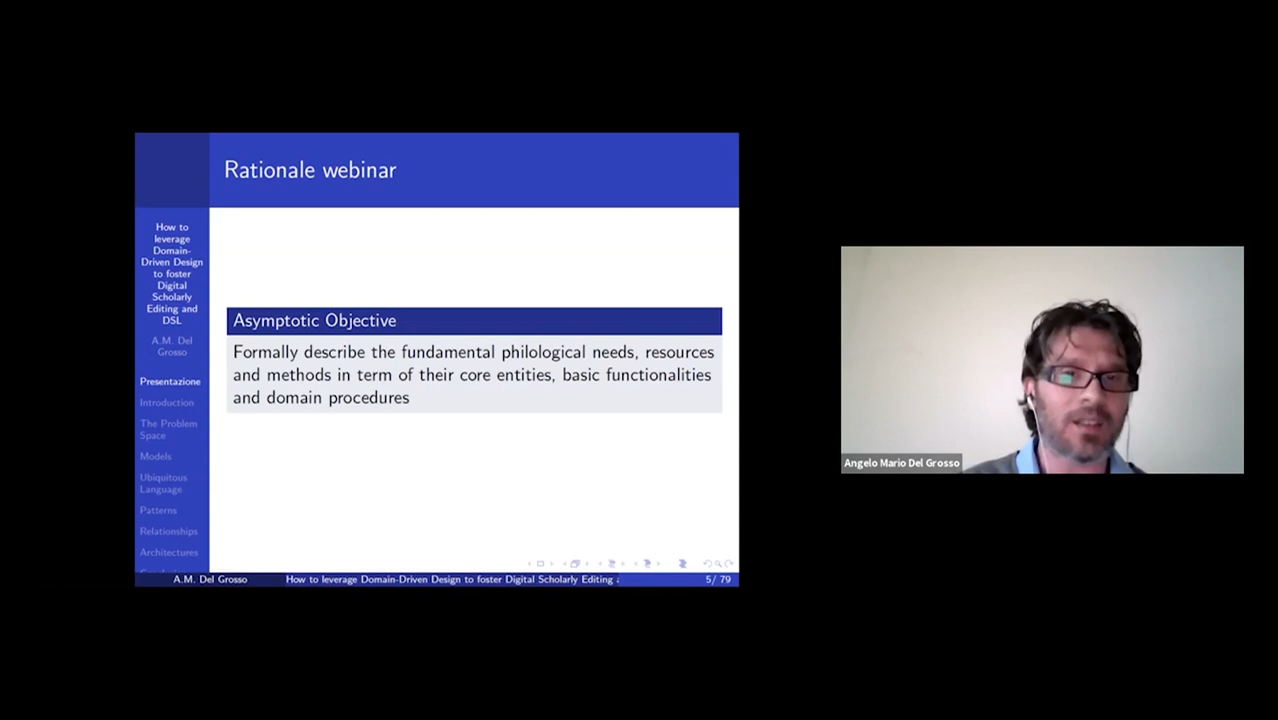 Rationale webinar
How to
leverage
Domain-
Driven Design
to foster
Digital
Scholarly
Editing and
DSL
A.M. Del
Grosso
Presentazione
Introduction
The Problem
Space
Models
Ubiquitous
Language
Patterns
Relationships
Architectures
Asymptotic Objective
Formally describe the fundamental philological needs, resources
and methods in term of their core entities, basic functionalities
and domain procedures
A.M. Del Grosso
How to leverage Domain-Driven Design to foster Digital Scholarly Editing
5 / 79
Angelo Mario Del Grosso